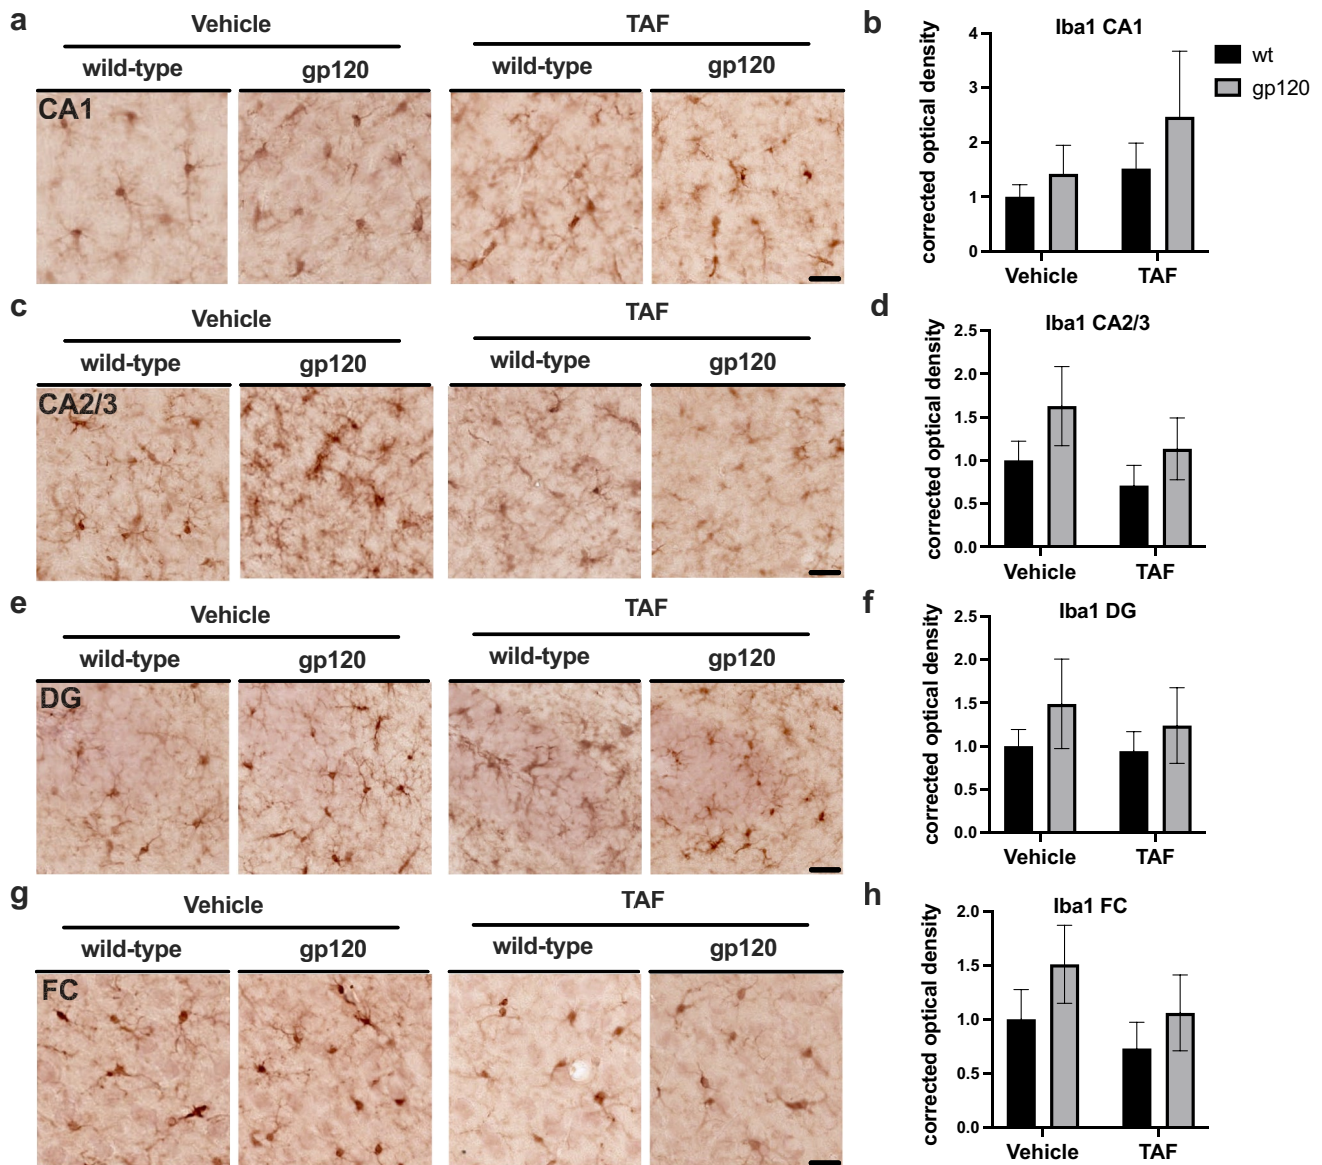 a
Vehicle
TAF
wild-type
gp120
wild-type
gp120
CA1
b
Iba1 CA1
corrected optical density
4
3
2
1
0
Vehicle
TAF
wt
gp120
c
Vehicle
TAF
wild-type
gp120
wild-type
gp120
CA2/3
d
Iba1 CA2/3
corrected optical density
2.5
2.0
1.5
1.0
0.5
0.0
Vehicle
TAF
e
Vehicle
TAF
wild-type
gp120
wild-type
gp120
DG
f
Iba1 DG
corrected optical density
2.5
2.0
1.5
1.0
0.5
0.0
Vehicle
TAF
g
Vehicle
TAF
wild-type
gp120
wild-type
gp120
FC
h
Iba1 FC
corrected optical density
2.0
1.5
1.0
0.5
0.0
Vehicle
TAF